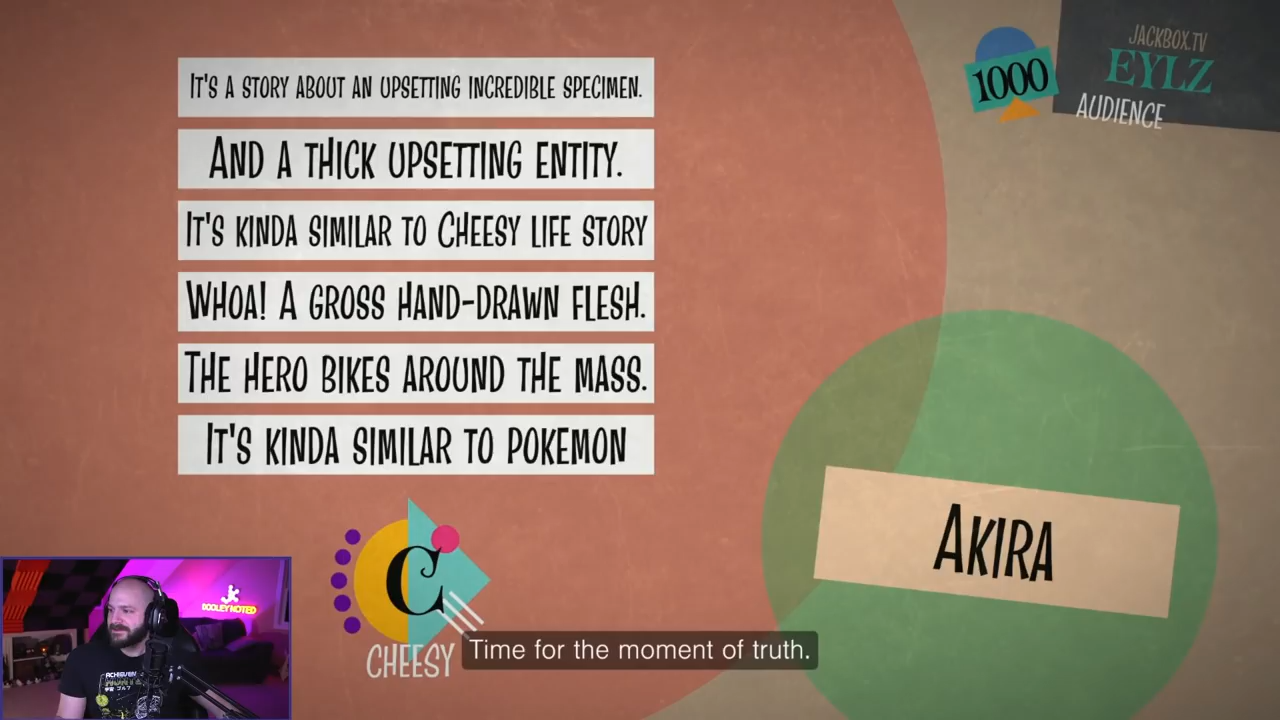 IT'S A STORY ABOUT AN UPSETTING INCREDIBLE SPECIMEN.
AND A THICK UPSETTING ENTITY.
IT'S KINDA SIMILAR TO CHEESY LIFE STORY
WHOA! A GROSS HAND-DRAWN FLESH.
THE HERO BIKES AROUND THE MASS.
IT'S KINDA SIMILAR TO POKEMON
1000
JACKBOX.TV
EYLZ
AUDIENCE
AKIRA
C
CHEESY
Time for the moment of truth.
DODLEY NOTED